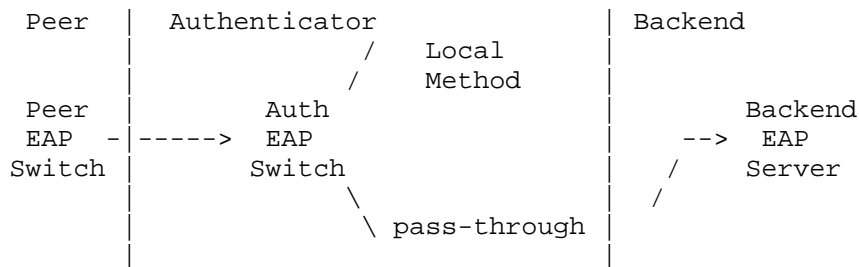 Peer | Authenticator | Backend
| / Local |
| / Method |
Peer | Auth | Backend
EAP -|-----> EAP | --> EAP
Switch | Switch | / Server
| \ | /
| \ pass-through |
| |